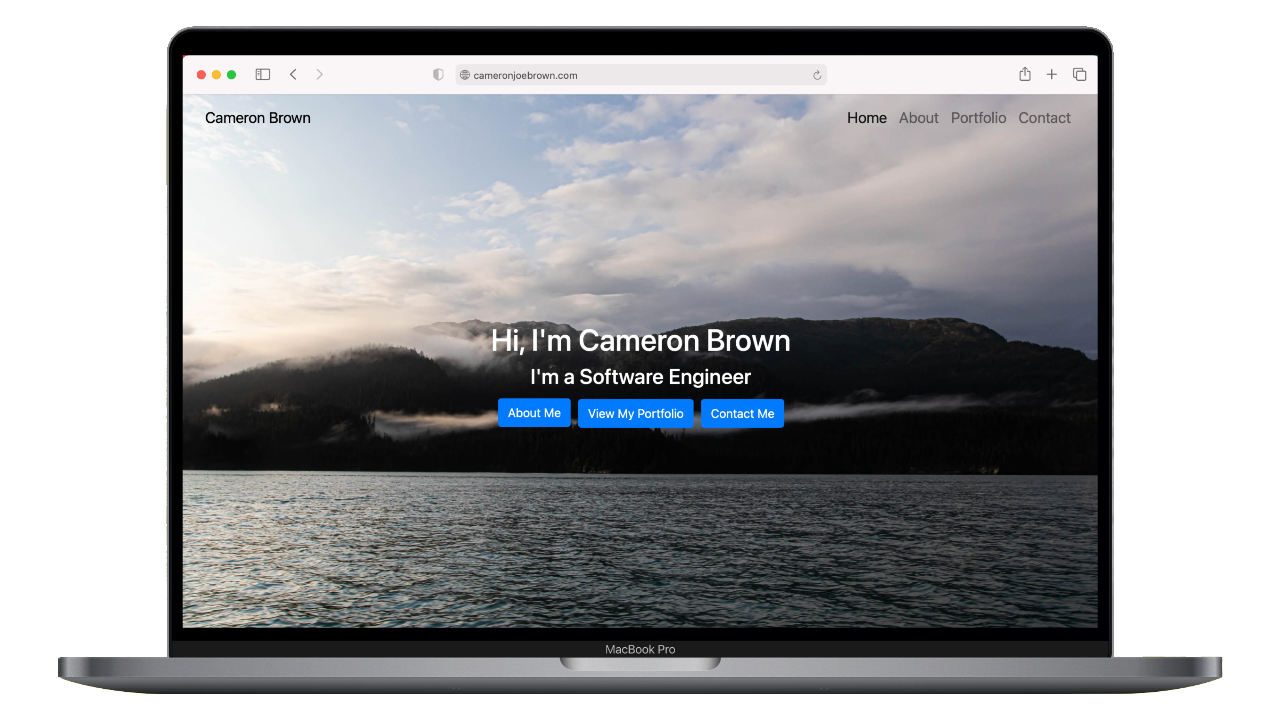 cameronjoebrown.com
Cameron Brown Home About Portfolio Contact
Hi, I'm Cameron Brown
I'm a Software Engineer
About Me View My Portfolio Contact Me
MacBook Pro